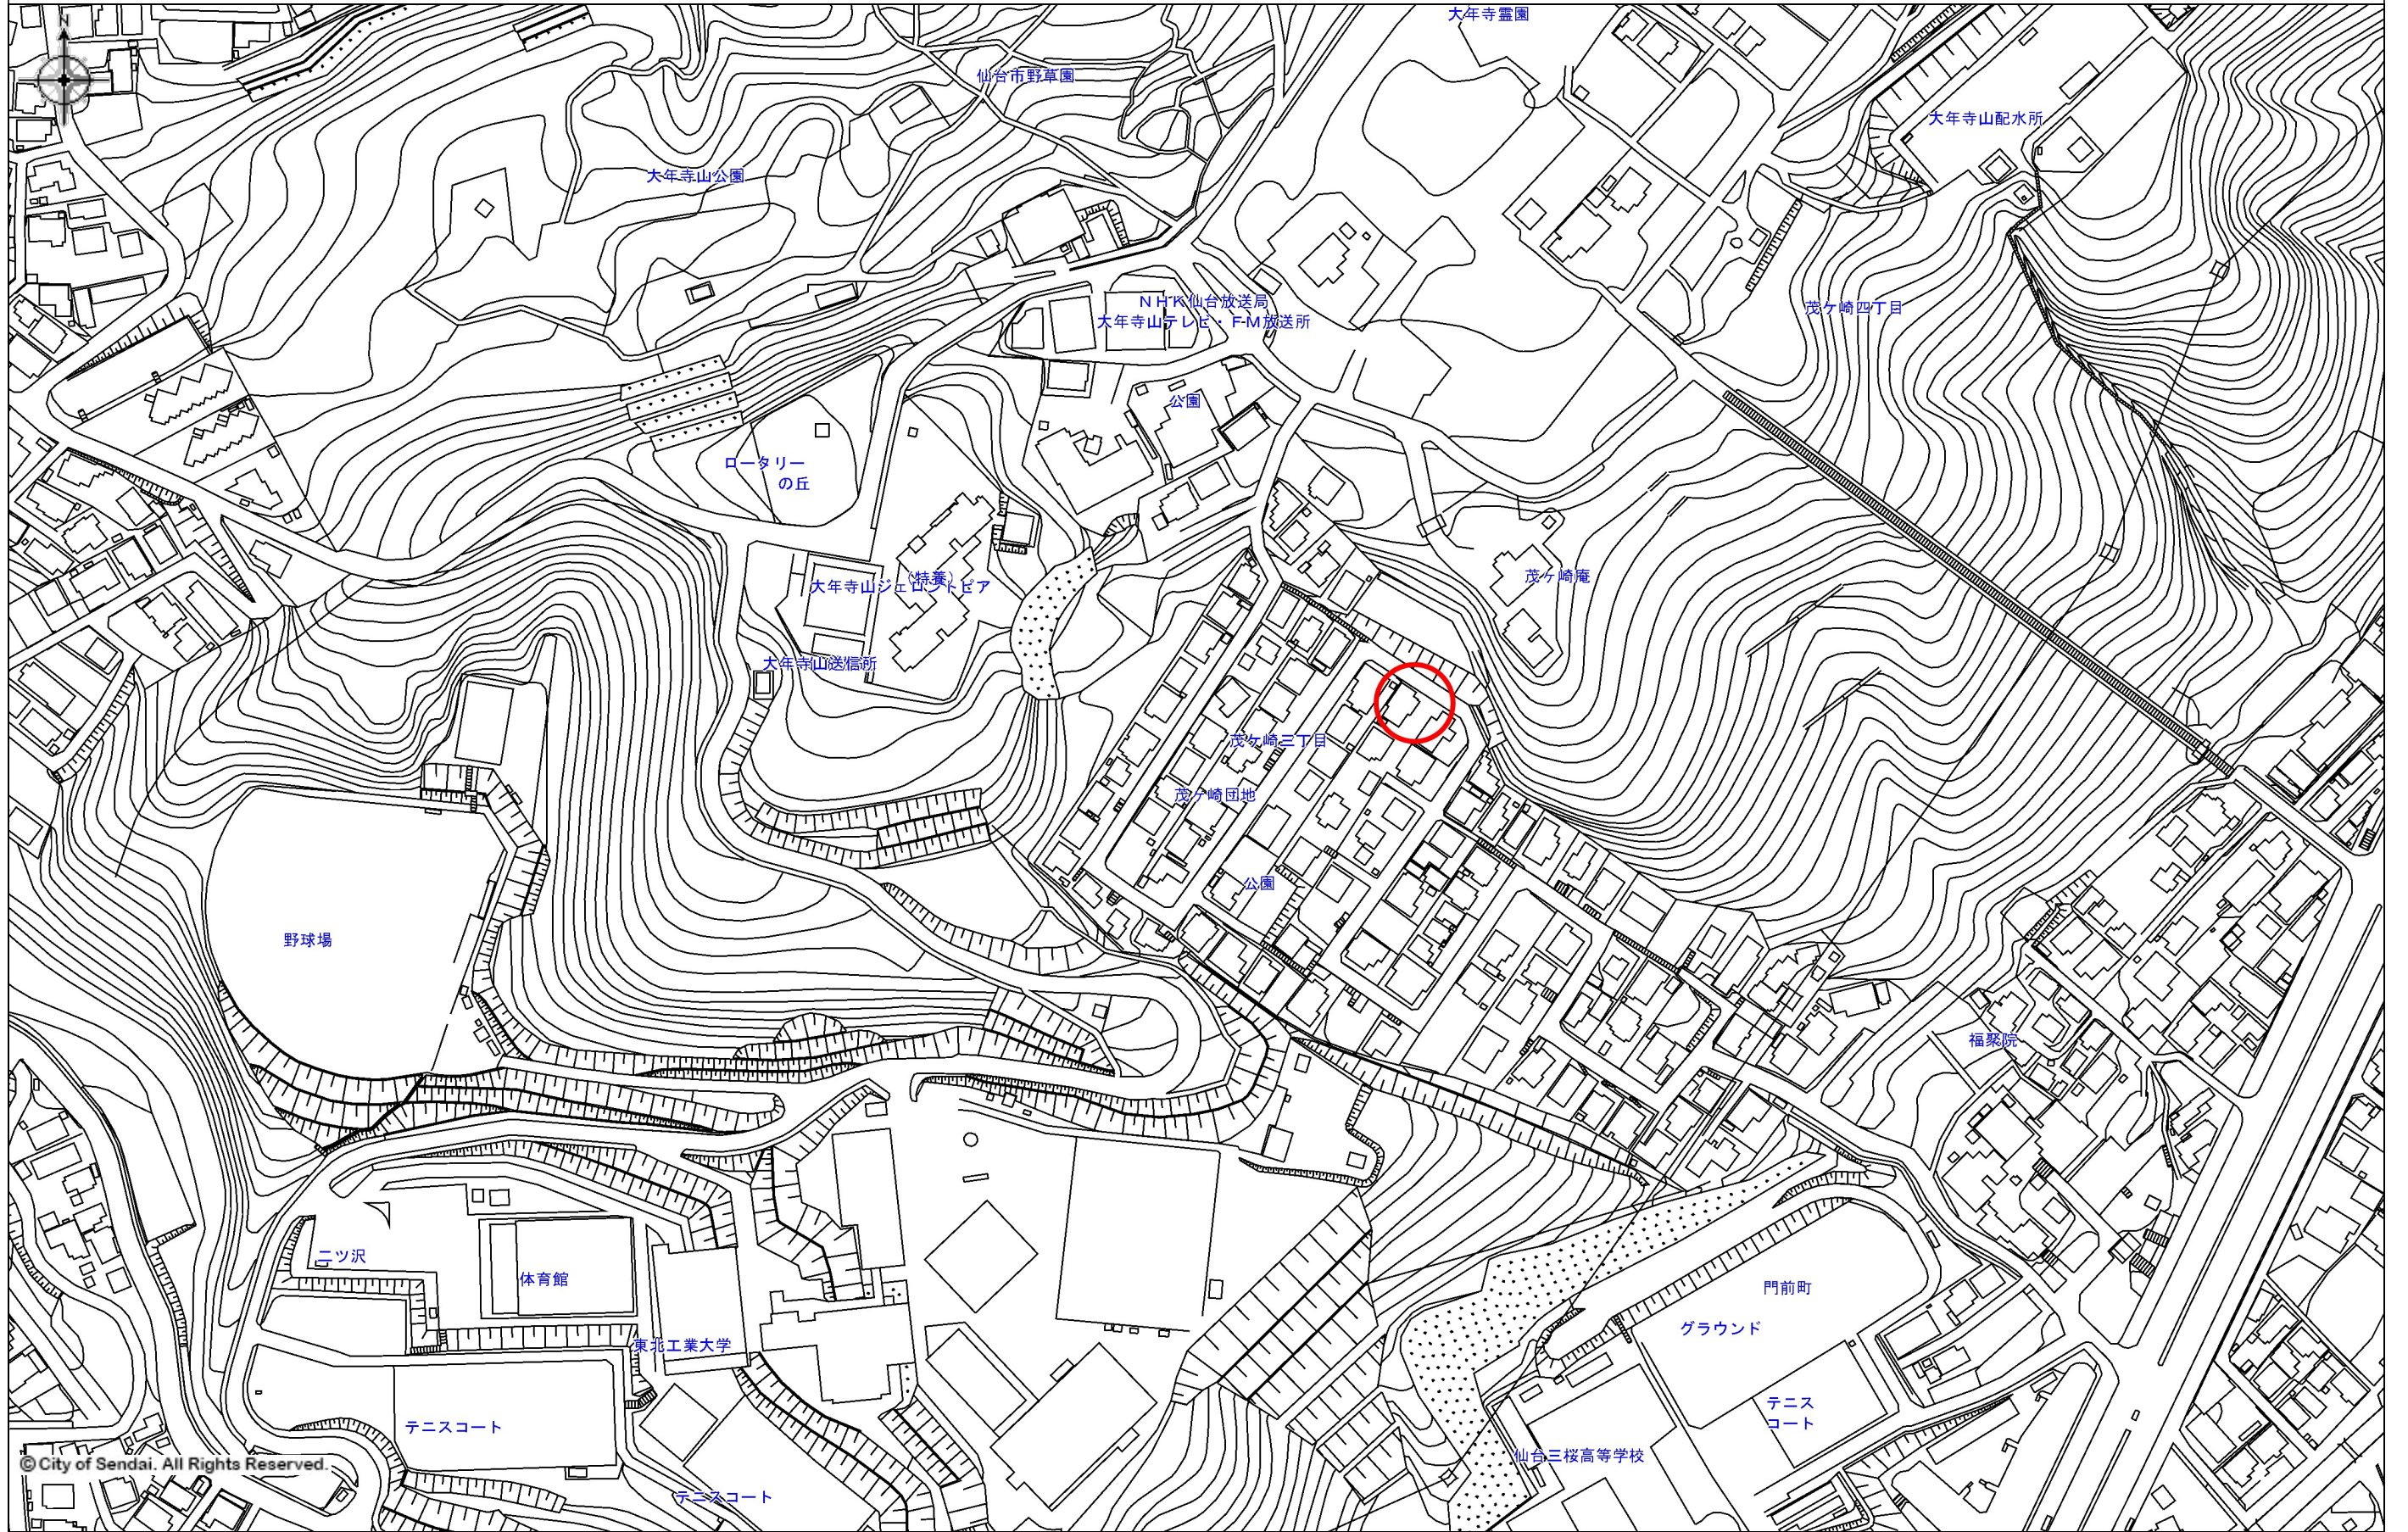 N
大年寺霊園
仙台市野草園
大年寺山配水所
大年寺山公園
NHK仙台放送局
大年寺山テレビ・FM放送所
茂ケ崎四丁目
公園
ロータリー
の丘
(特養)
大年寺山ジェロントピア
茂ヶ崎庵
大年寺山送信所
茂ケ崎三丁目
茂ヶ崎団地
公園
野球場
福聚院
二ツ沢
体育館
門前町
グラウンド
東北工業大学
テニス
コート
テニスコート
仙台三桜高等学校
©City of Sendai. All Rights Reserved.
テニスコート